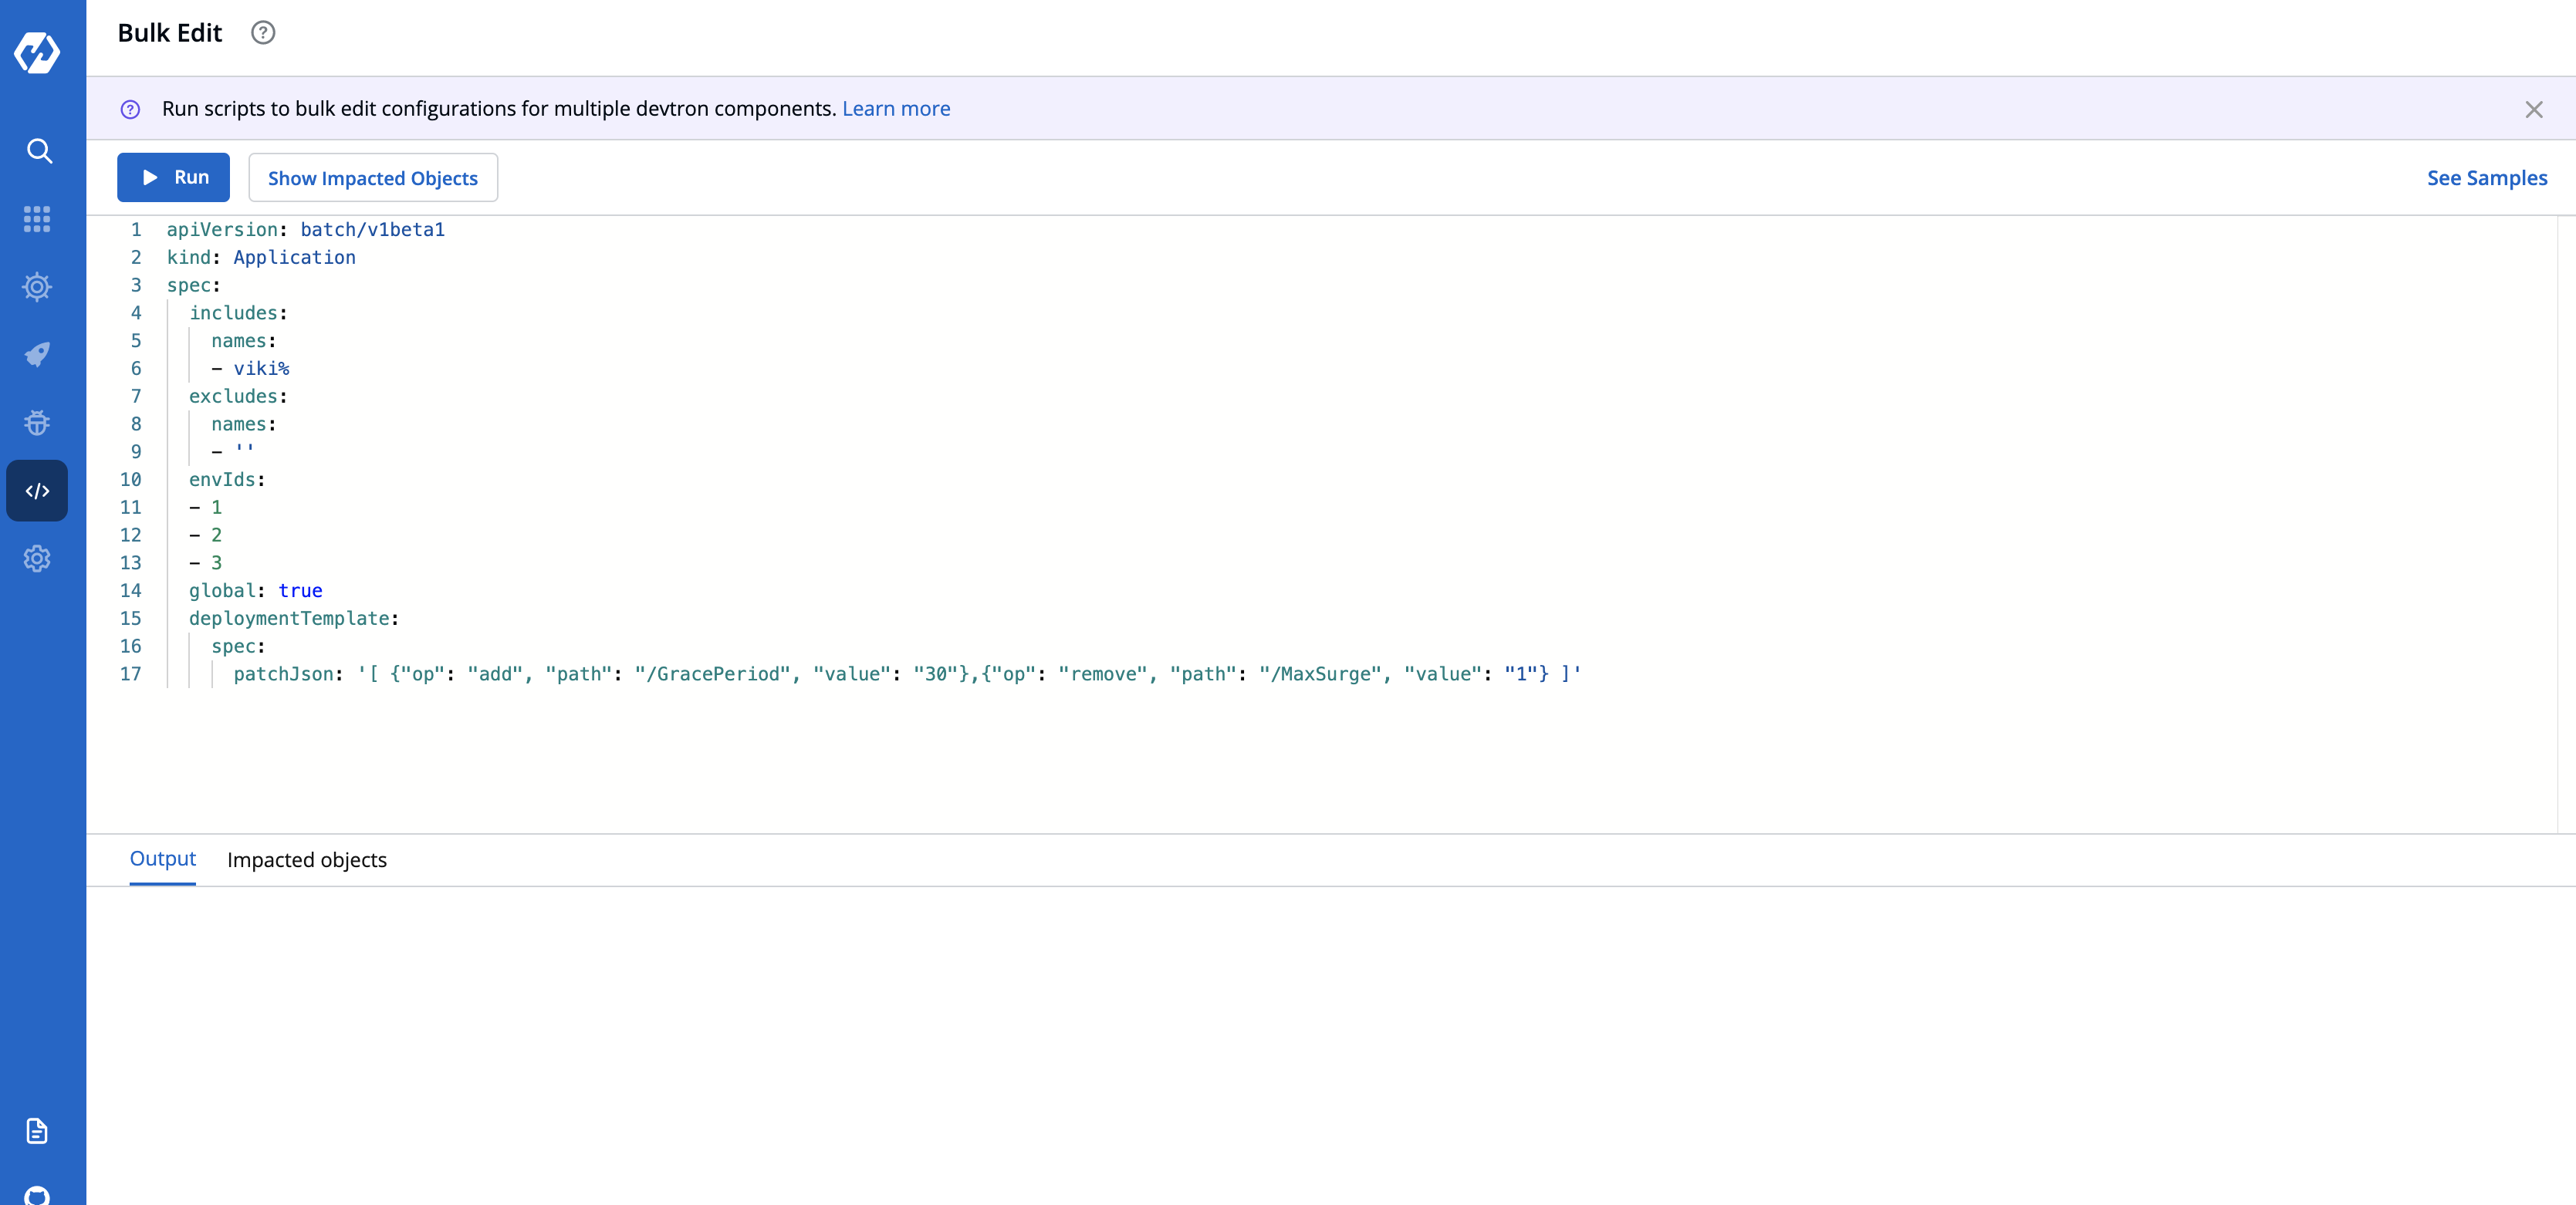 Bulk Edit
Run scripts to bulk edit configurations for multiple devtron components. Learn more
Run
Show Impacted Objects
See Samples
1 apiVersion: batch/v1beta1
2 kind: Application
3 spec:
4 includes:
5 names:
6 - viki%
7 excludes:
8 names:
9 - ''
10 envIds:
11 - 1
12 - 2
13 - 3
14 global: true
15 deploymentTemplate:
16 spec:
17 patchJson: '[ {"op": "add", "path": "/GracePeriod", "value": "30"},{"op": "remove", "path": "/MaxSurge", "value": "1"} ]'
Output
Impacted objects